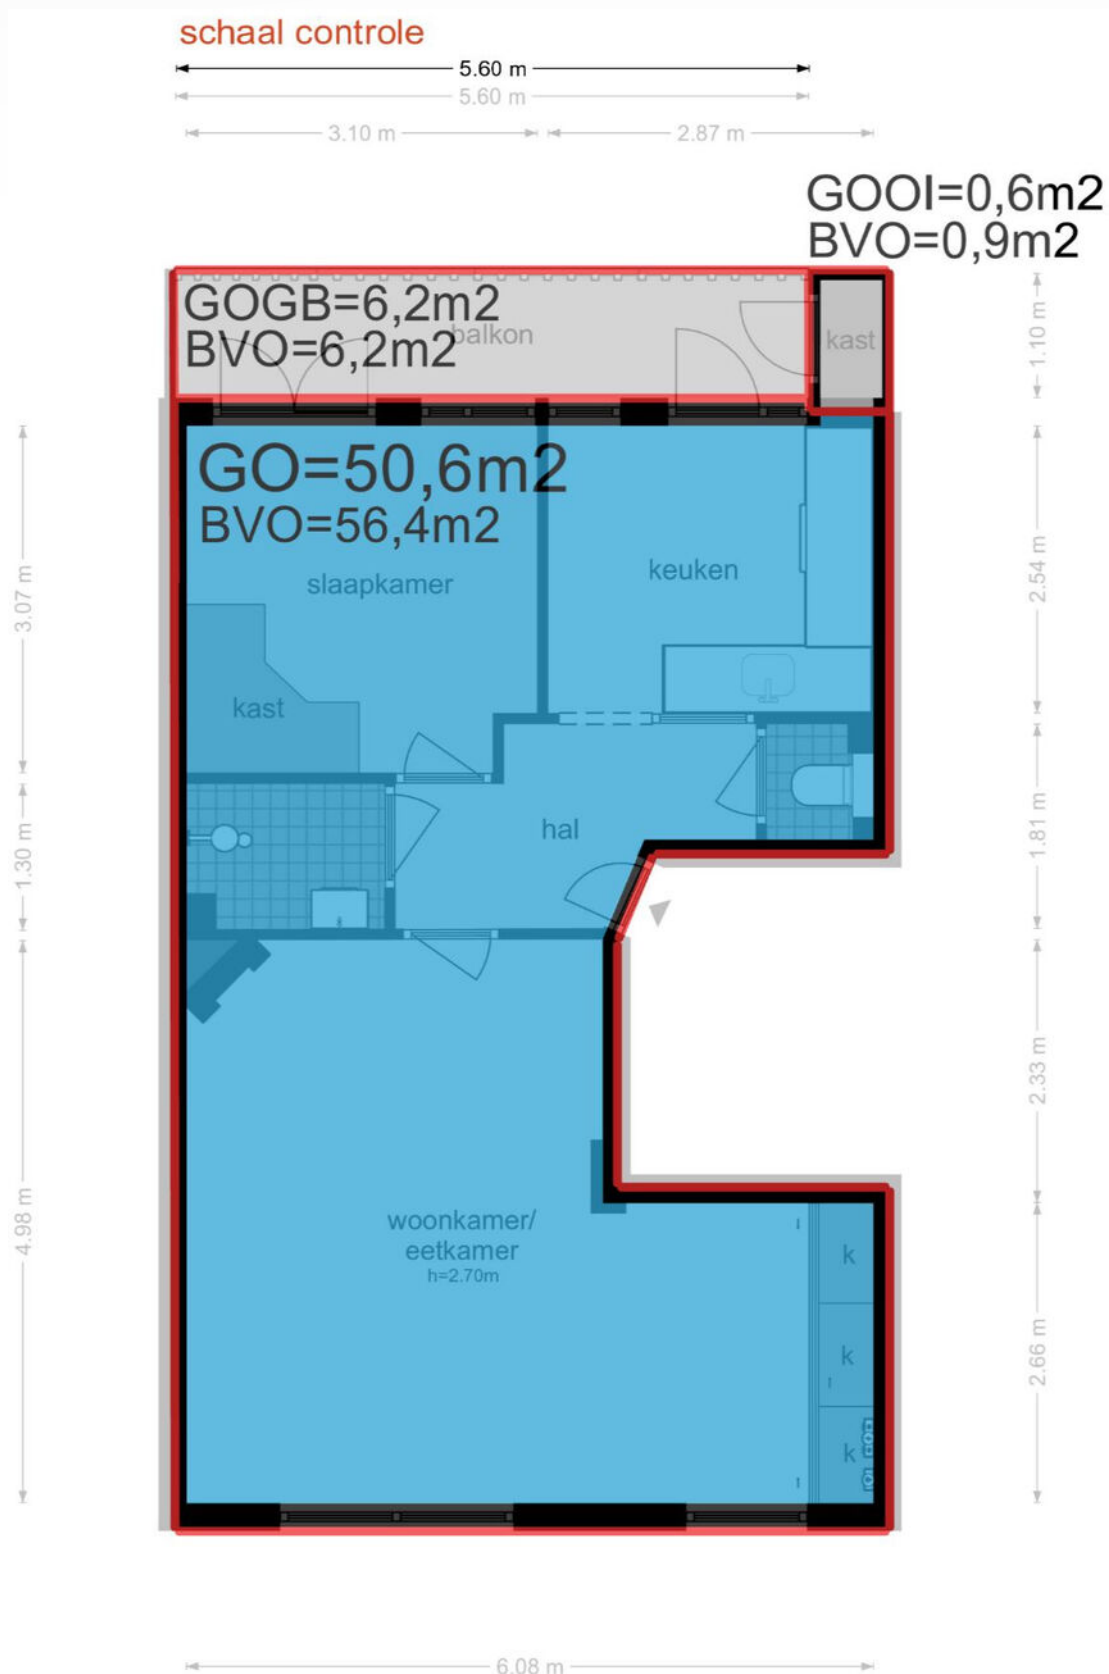 schaal controle
5.60 m
5.60 m
3.10 m
2.87 m
GOOI=0,6m2
BVO=0,9m2
GOGB=6,2m2
BVO=6,2m2
balkon
kast
1.10 m
GO=50,6m2
BVO=56,4m2
slaapkamer
keuken
3.07 m
2.54 m
kast
hal
1.30 m
1.81 m
2.33 m
4.98 m
woonkamer/
eetkamer
h=2.70m
k
k
k
2.66 m
6.08 m